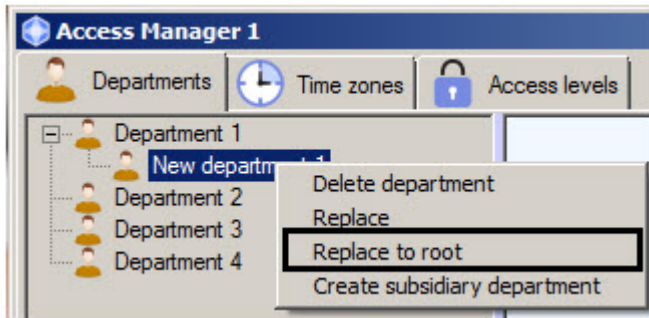 Access Manager 1
Departments Time zones Access levels
Department 1
New department 1
Department 2
Department 3
Department 4
Delete department
Replace
Replace to root
Create subsidiary department